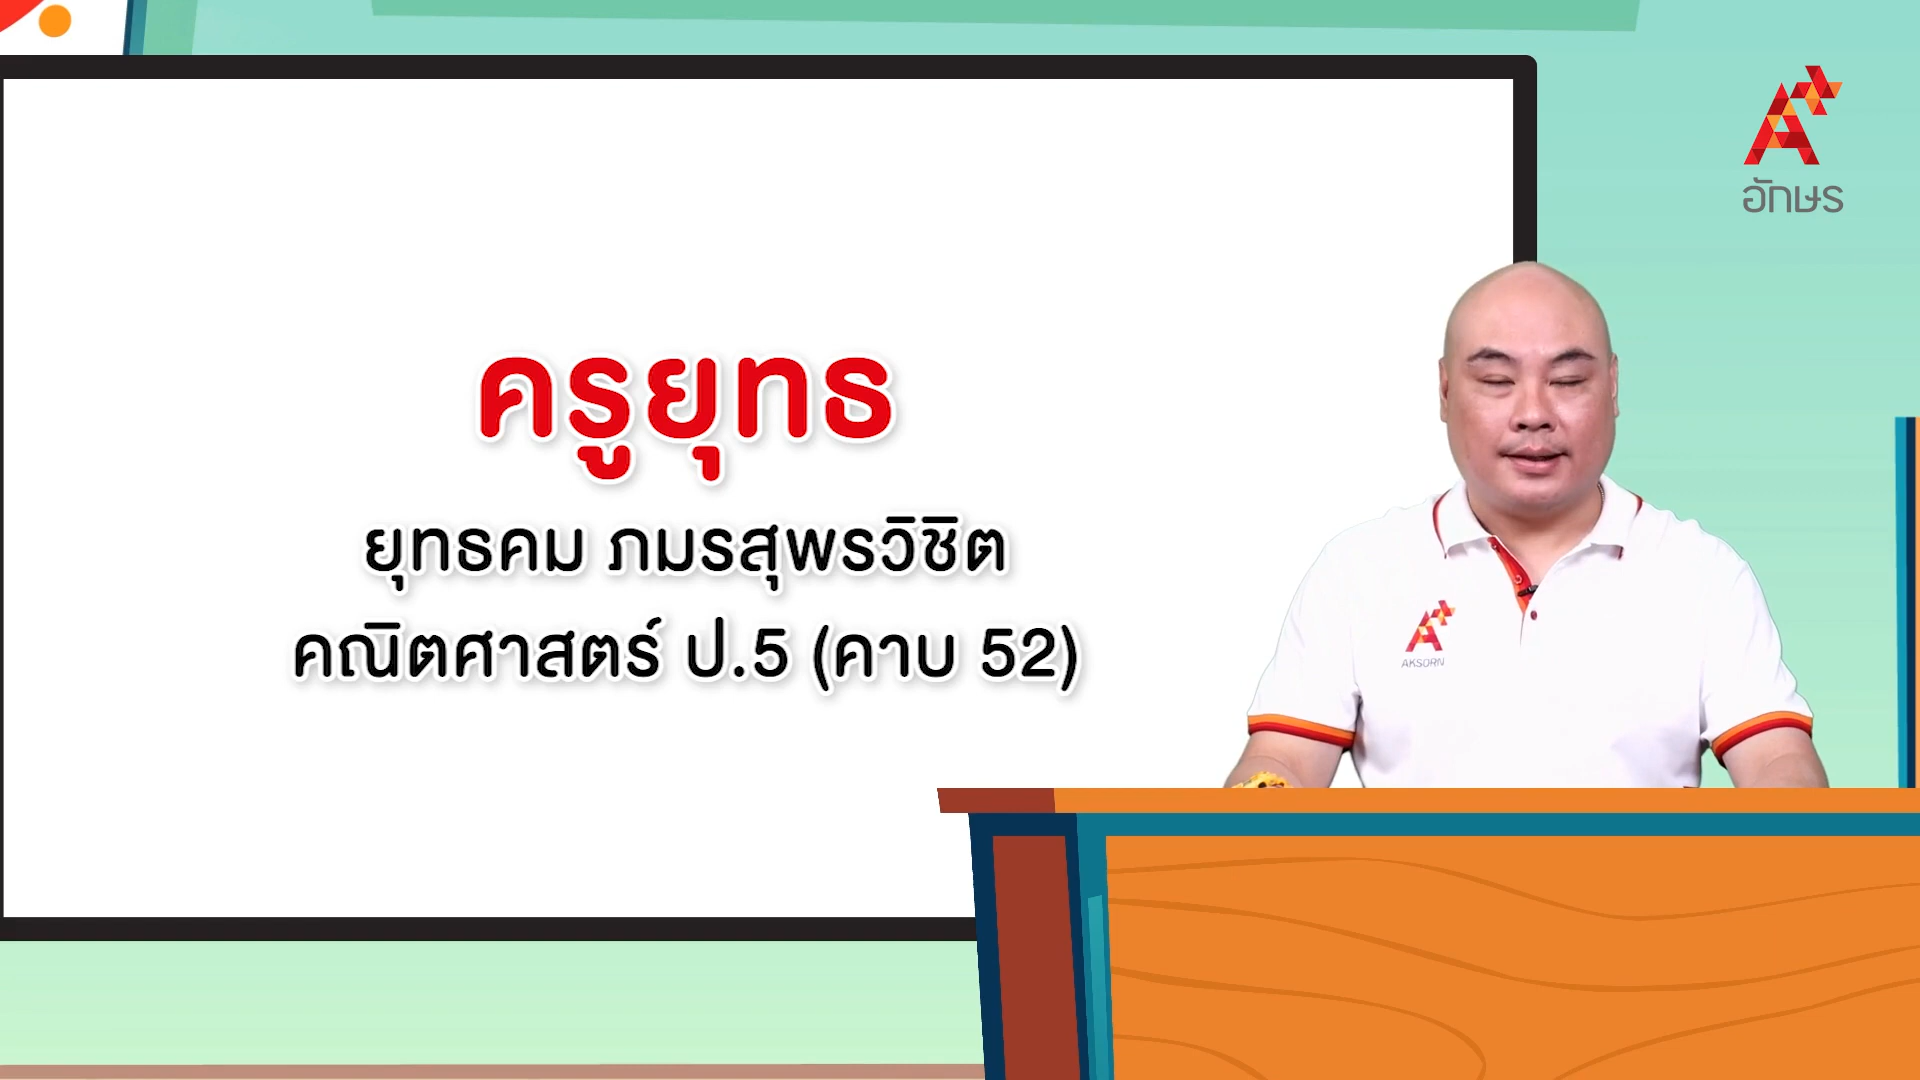 อักษร
ครูยุทธ
ยุทธคม ภมรสุพรวิชิต
คณิตศาสตร์ ป.5 (คาบ 52)
AKSORN